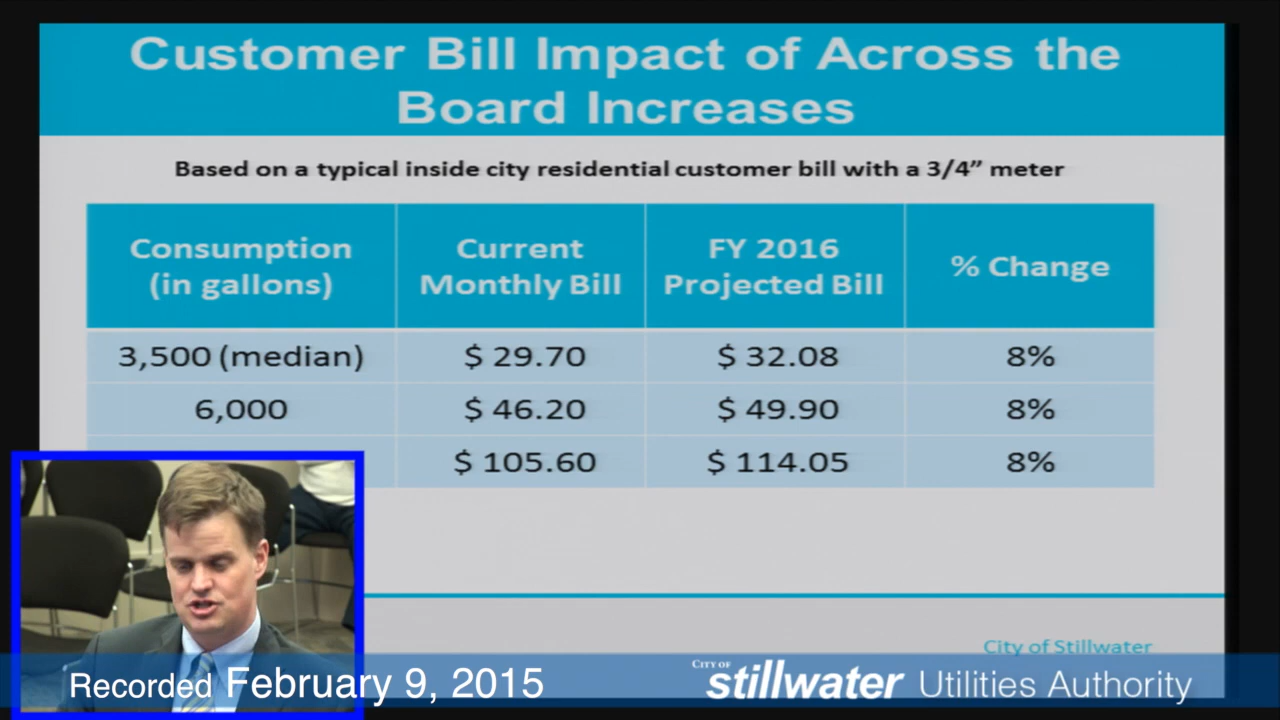 Customer Bill Impact of Across the
Board Increases
Based on a typical inside city residential customer bill with a 3/4” meter
Consumption
(in gallons)
Current
Monthly Bill
FY 2016
Projected Bill
% Change
3,500 (median) $ 29.70 $ 32.08 8%
6,000 $ 46.20 $ 49.90 8%
$ 105.60 $ 114.05 8%
City of Stillwater
Recorded February 9, 2015
CITY OF
stillwater Utilities Authority